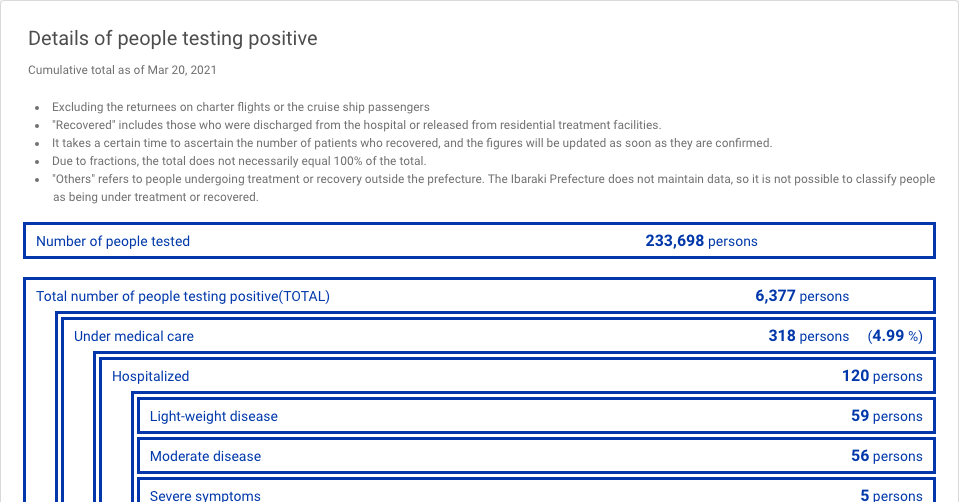 Details of people testing positive
Cumulative total as of Mar 20, 2021
• Excluding the returnees on charter flights or the cruise ship passengers
• "Recovered" includes those who were discharged from the hospital or released from residential treatment facilities.
• It takes a certain time to ascertain the number of patients who recovered, and the figures will be updated as soon as they are confirmed.
• Due to fractions, the total does not necessarily equal 100% of the total.
• "Others" refers to people undergoing treatment or recovery outside the prefecture. The Ibaraki Prefecture does not maintain data, so it is not possible to classify people
as being under treatment or recovered.
Number of people tested 233,698 persons
Total number of people testing positive(TOTAL) 6,377 persons
Under medical care 318 persons (4.99 %)
Hospitalized 120 persons
Light-weight disease 59 persons
Moderate disease 56 persons
Severe symptoms 5 persons